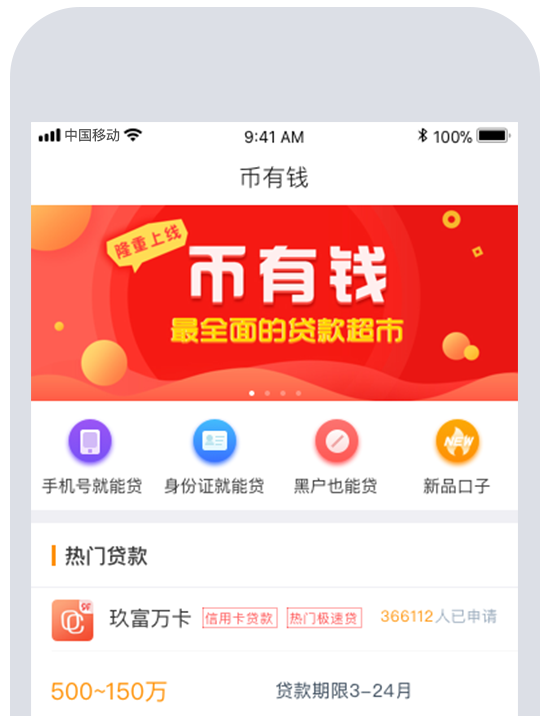 中国移动 9:41 AM 100%
币有钱
隆重上线
币有钱
最全面的贷款超市
NEW
手机号就能贷 身份证就能贷 黑户也能贷 新品口子
热门贷款
玖富万卡 信用卡贷款 热门极速贷 366112人已申请
500~150万 贷款期限3-24月